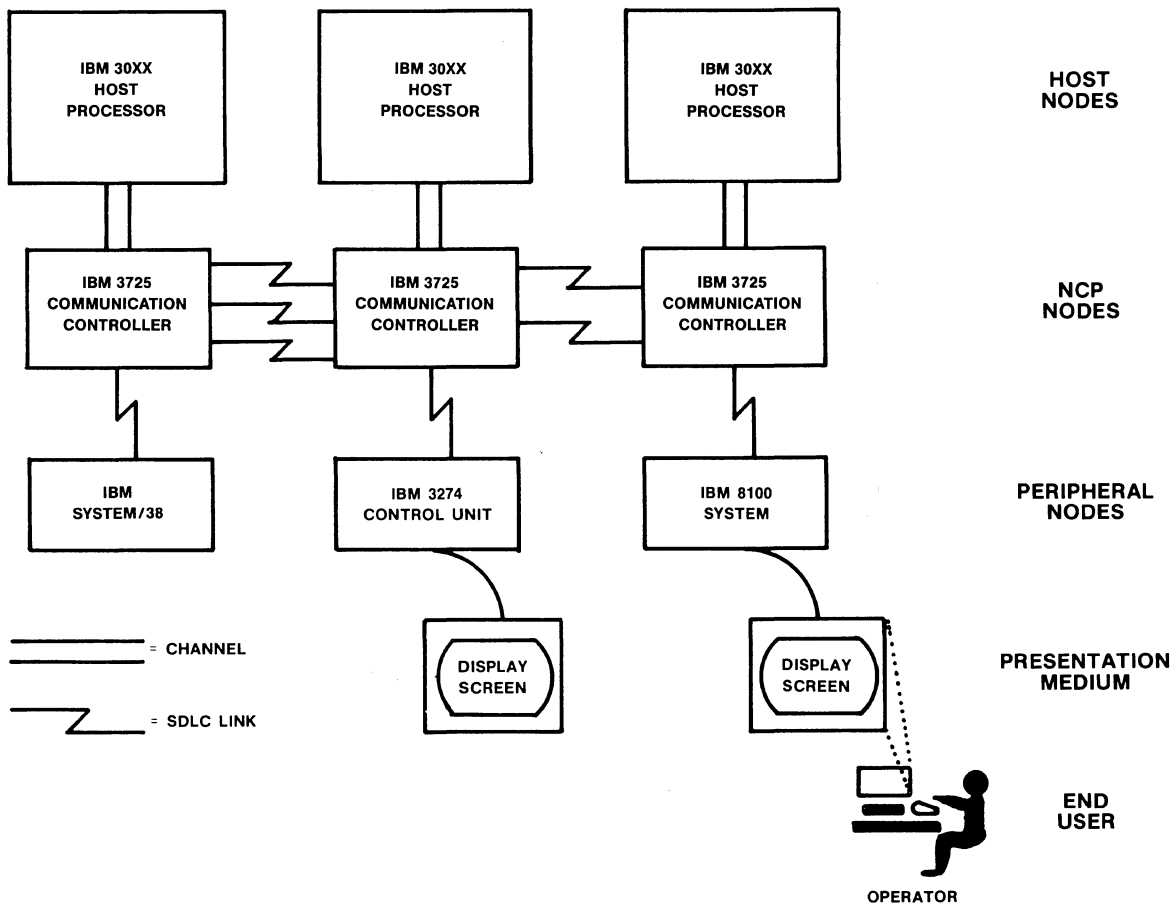 IBM 30XX
HOST
PROCESSOR
IBM 30XX
HOST
PROCESSOR
IBM 30XX
HOST
PROCESSOR
HOST
NODES
IBM 3725
COMMUNICATION
CONTROLLER
IBM 3725
COMMUNICATION
CONTROLLER
IBM 3725
COMMUNICATION
CONTROLLER
NCP
NODES
IBM
SYSTEM/38
IBM 3274
CONTROL UNIT
IBM 8100
SYSTEM
PERIPHERAL
NODES
= CHANNEL
= SDLC LINK
DISPLAY
SCREEN
DISPLAY
SCREEN
PRESENTATION
MEDIUM
END
USER
OPERATOR